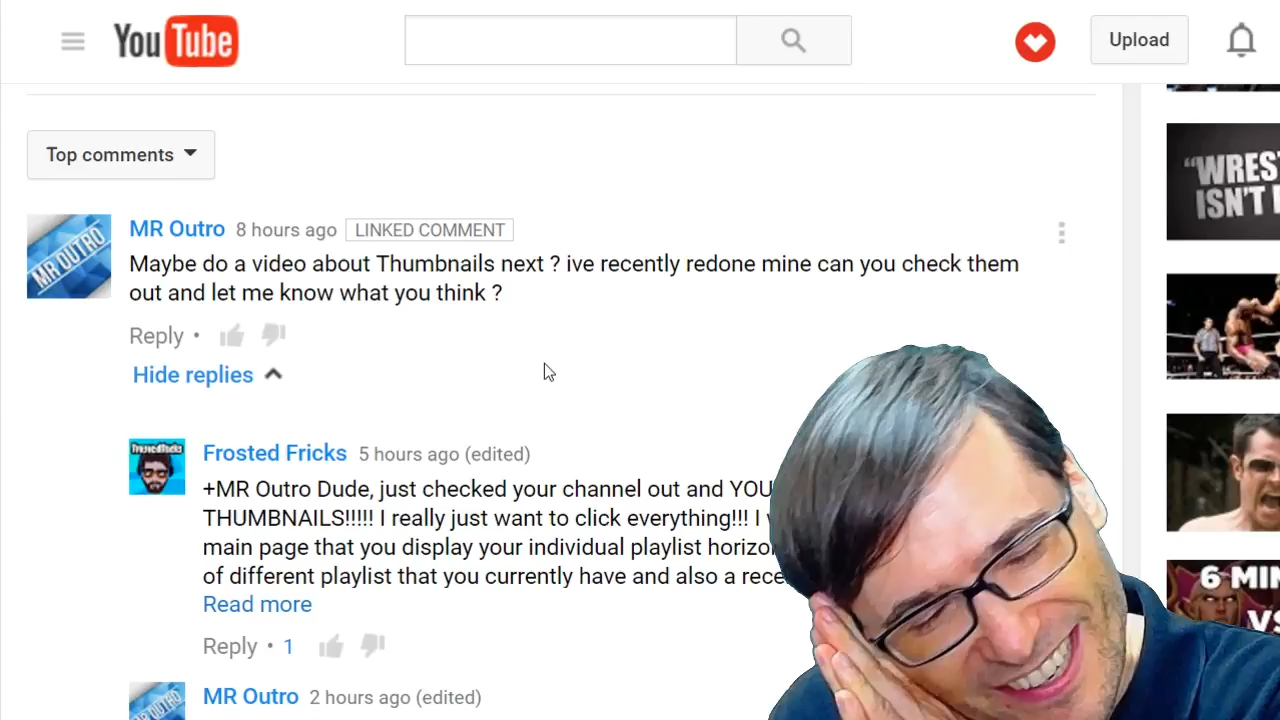 YouTube
Upload
Top comments
"WRES
ISN'T
MR OUTRO
MR Outro 8 hours ago LINKED COMMENT
Maybe do a video about Thumbnails next ? ive recently redone mine can you check them
out and let me know what you think ?
Reply •
Hide replies
Frosted Fricks 5 hours ago (edited)
+MR Outro Dude, just checked your channel out and YOU
THUMBNAILS!!!!! I really just want to click everything!!! I
main page that you display your individual playlist horizo
of different playlist that you currently have and also a rece
Read more
6 MIN
VS
Reply • 1
MR Outro 2 hours ago (edited)